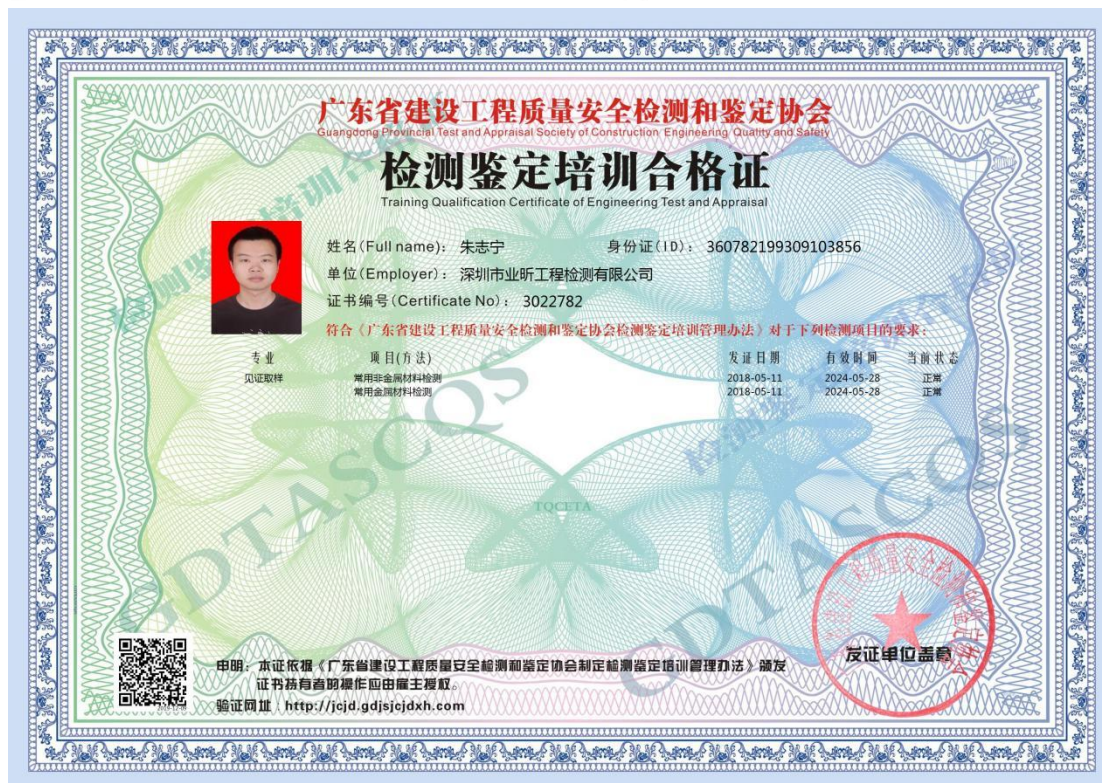 广东省建设工程质量安全检测和鉴定协会
Guangdong Provincial Test and Appraisal Society of Construction Engineering Quality and Safety
检测鉴定培训合格证
Training Qualification Certificate of Engineering Test and Appraisal
姓名(Full name): 朱志宁 身份证(ID): 360782199309103856
单位(Employer): 深圳市业昕工程检测有限公司
证书编号(Certificate No): 3022782
符合《广东省建设工程质量安全检测和鉴定协会检测鉴定培训管理办法》对于下列检测项目的要求:
专业 项目(方法) 发证日期 有效时间 当前状态
见证取样 常用非金属材料检测 2018-05-11 2024-05-28 正常
常用金属材料检测 2018-05-11 2024-05-28 正常
GDTASCQS
TQCETA
GDTASCQS
发证单位盖章
申明: 本证依据《广东省建设工程质量安全检测和鉴定协会制定检测鉴定培训管理办法》颁发
证书持有者的操作应由雇主授权。
验证网址: http://jcjd.gdjsjcjdxh.com